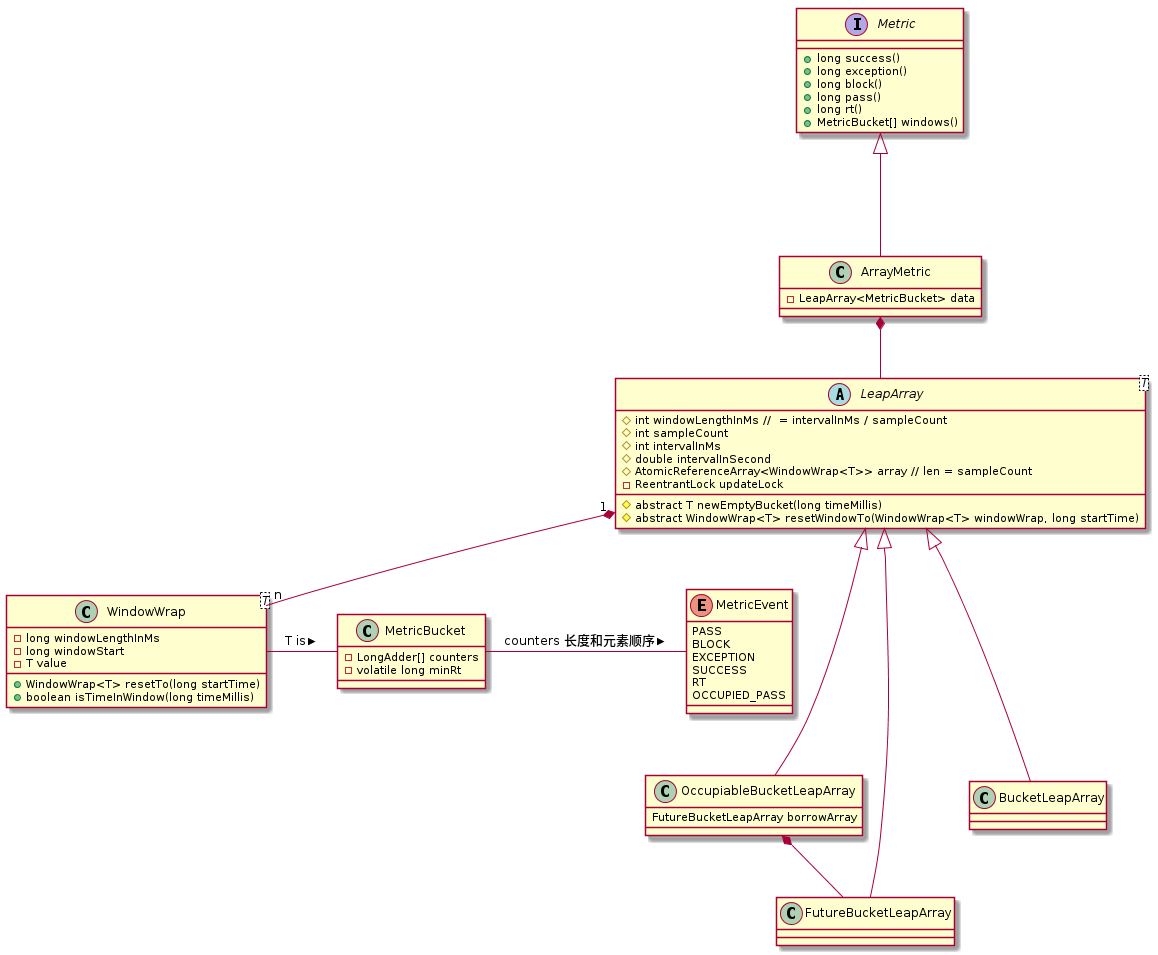 I Metric
long success()
long exception()
long block()
long pass()
long rt()
MetricBucket[] windows()
C ArrayMetric
LeapArray<MetricBucket> data
A LeapArray
T
int windowLengthInMs //  = intervalInMs / sampleCount
int sampleCount
int intervalInMs
double intervalInSecond
AtomicReferenceArray<WindowWrap<T>> array // len = sampleCount
ReentrantLock updateLock
abstract T newEmptyBucket(long timeMillis)
abstract WindowWrap<T> resetWindowTo(WindowWrap<T> windowWrap, long startTime)
1
n
C WindowWrap
T
long windowLengthInMs
long windowStart
T value
WindowWrap<T> resetTo(long startTime)
boolean isTimeInWindow(long timeMillis)
T is
C MetricBucket
LongAdder[] counters
volatile long minRt
counters 长度和元素顺序
E MetricEvent
PASS
BLOCK
EXCEPTION
SUCCESS
RT
OCCUPIED_PASS
C OccupiableBucketLeapArray
FutureBucketLeapArray borrowArray
C BucketLeapArray
C FutureBucketLeapArray